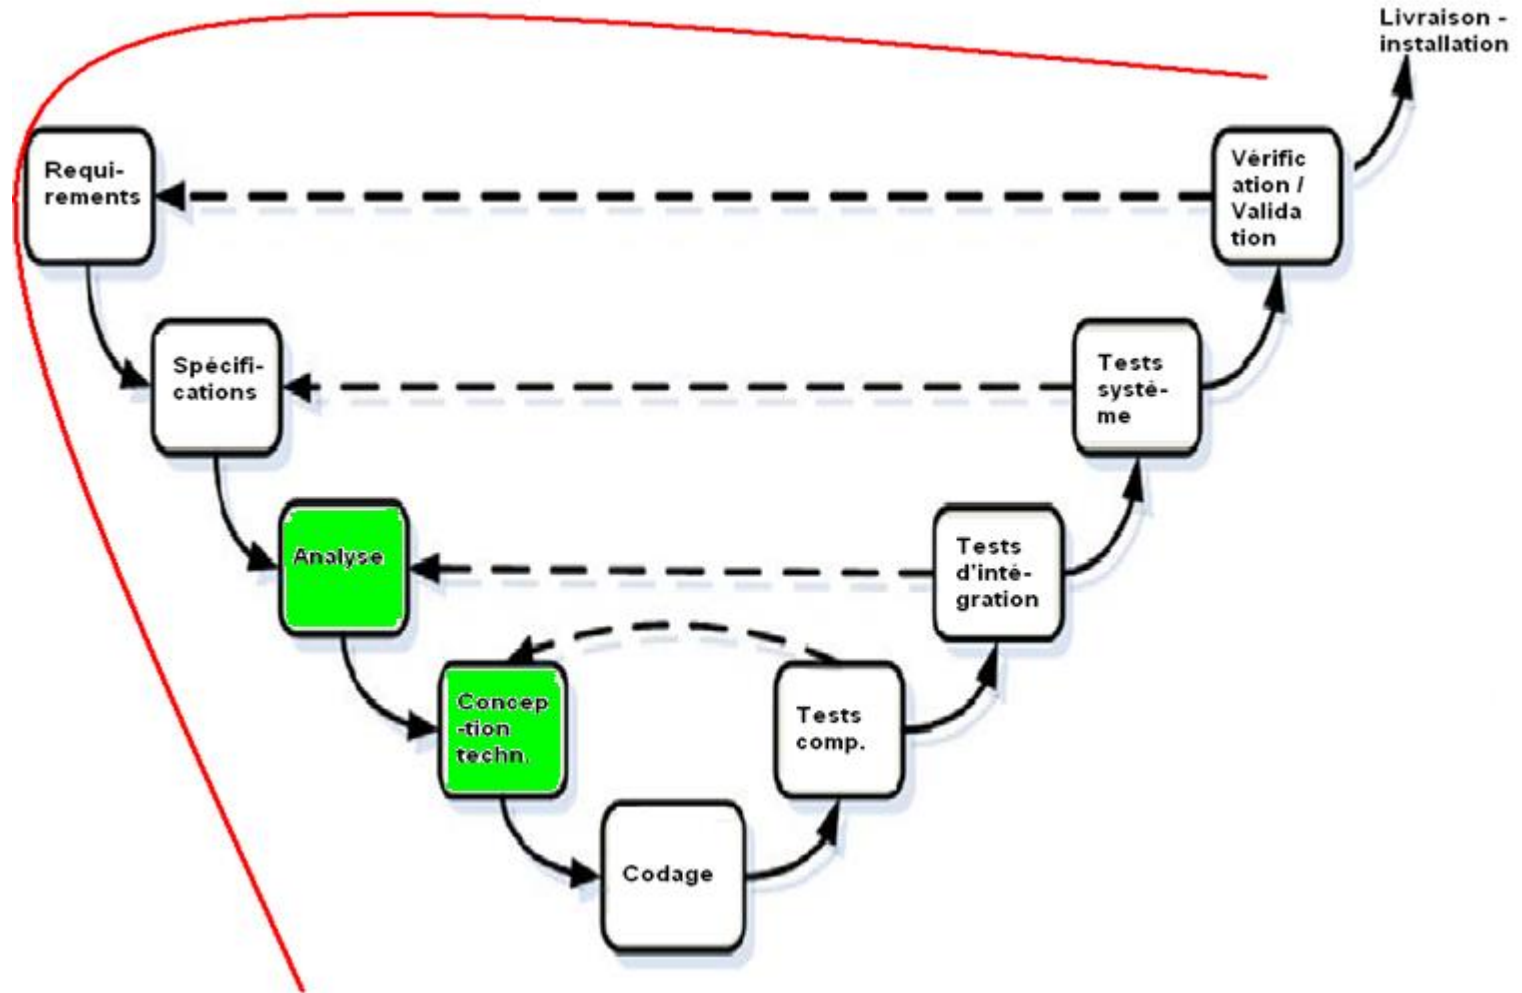 Livraison -
installation
Requi-
rements
Vérific
ation /
Valida
tion
Spécifi-
cations
Tests
systè-
me
Analyse
Tests
d'inté-
gration
Concep
-tion
techn.
Tests
comp.
Codage